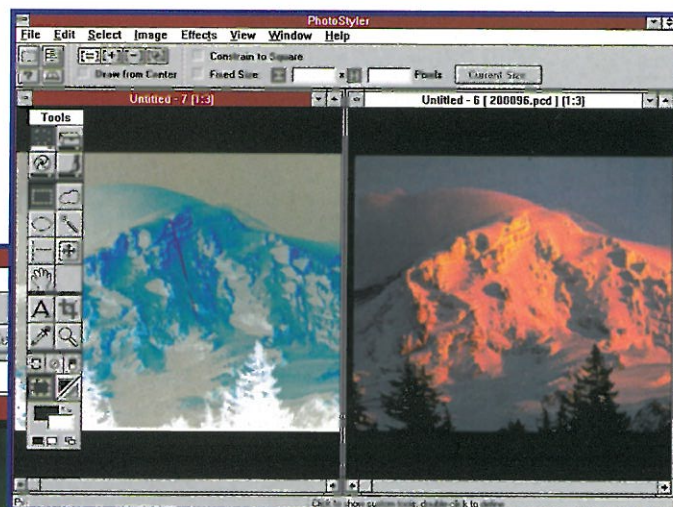 PhotoStyler
File Edit Select Image Effects View Window Help
Constrain to Square
Draw from Center Fixed Size: x Pixels Current Size
Untitled - 7 [1:3]
Untitled - 6 [ 200096.pcd ] [1:3]
Tools
A
Click to show custom tools, double-click to define